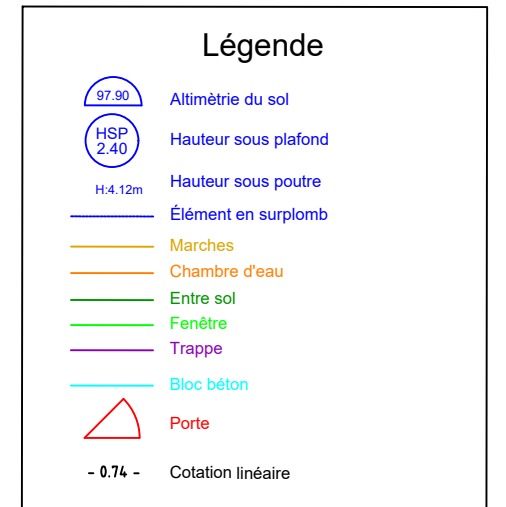 Légende
97.90 Altimètrie du sol
HSP
2.40 Hauteur sous plafond
H:4.12m Hauteur sous poutre
Élément en surplomb
Marches
Chambre d'eau
Entre sol
Fenêtre
Trappe
Bloc béton
Porte
- 0.74 - Cotation linéaire